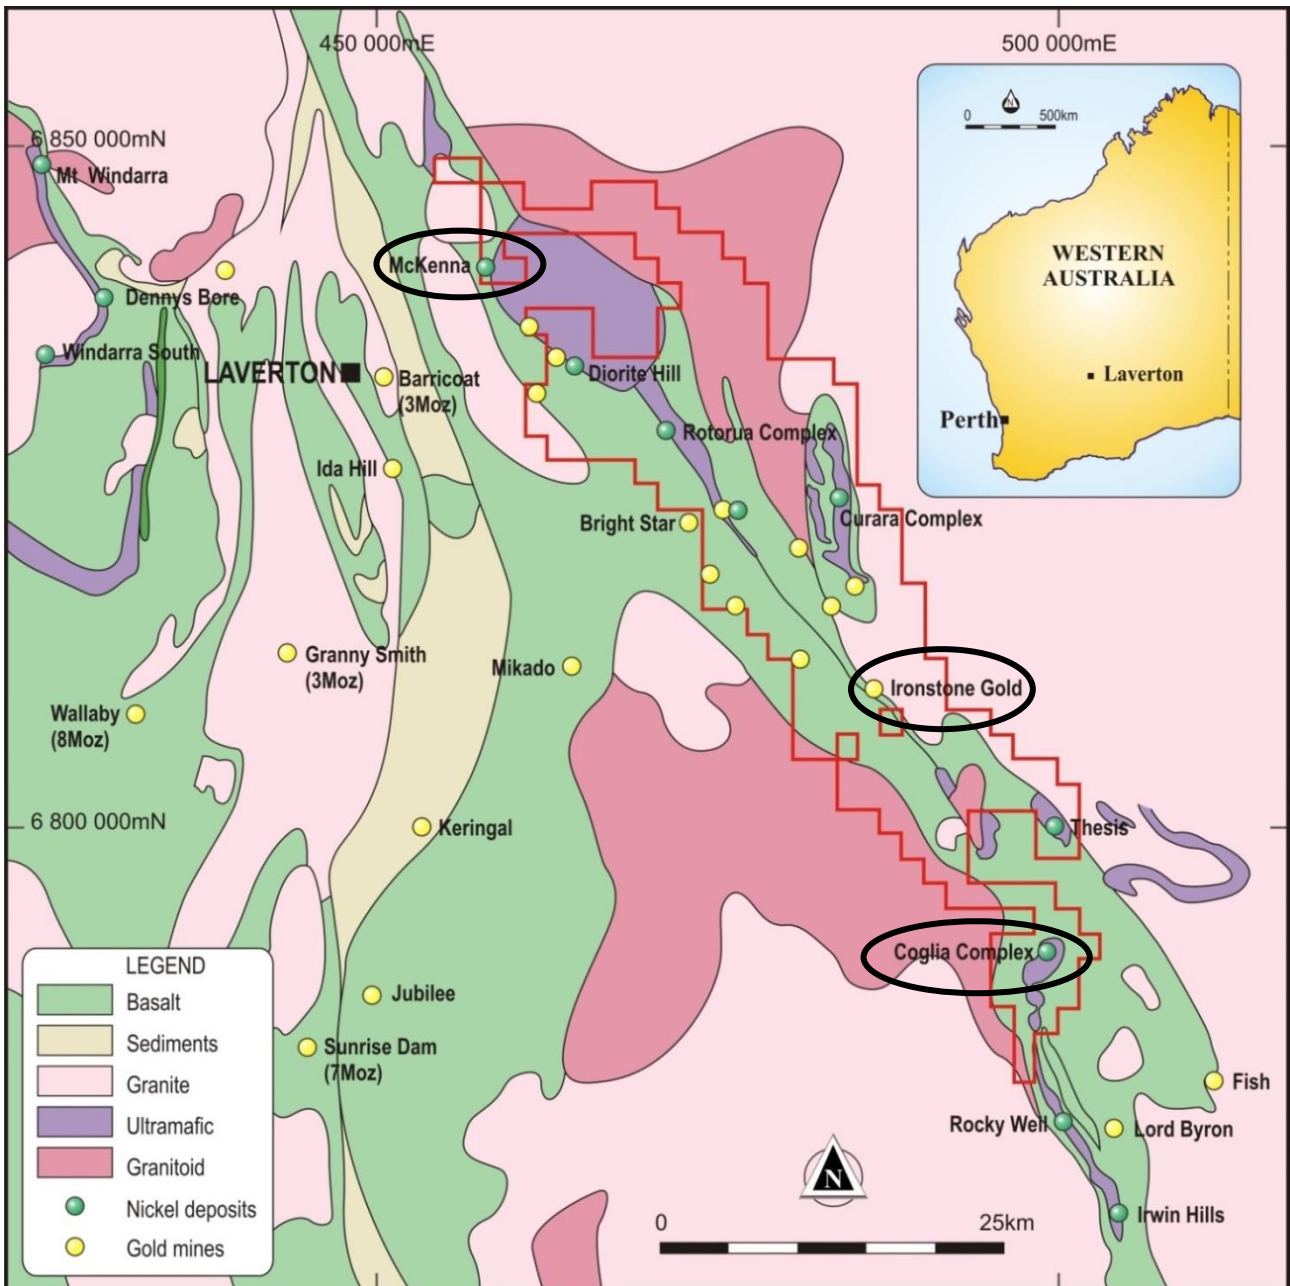 450 000mE
500 000mE
6 850 000mN
Mt Windarra
N
0 500km
WESTERN
AUSTRALIA
Laverton
Perth
McKenna
Dennys Bore
Windarra South
LAVERTON
Barricoat
(3Moz)
Diorite Hill
Rotorua Complex
Ida Hill
Bright Star
Curara Complex
Granny Smith
(3Moz)
Mikado
Ironstone Gold
Wallaby
(8Moz)
6 800 000mN
Keringal
Thesis
Coglia Complex
Jubilee
Sunrise Dam
(7Moz)
Fish
Rocky Well
Lord Byron
Irwin Hills
LEGEND
Basalt
Sediments
Granite
Ultramafic
Granitoid
Nickel deposits
Gold mines
N
0 25km